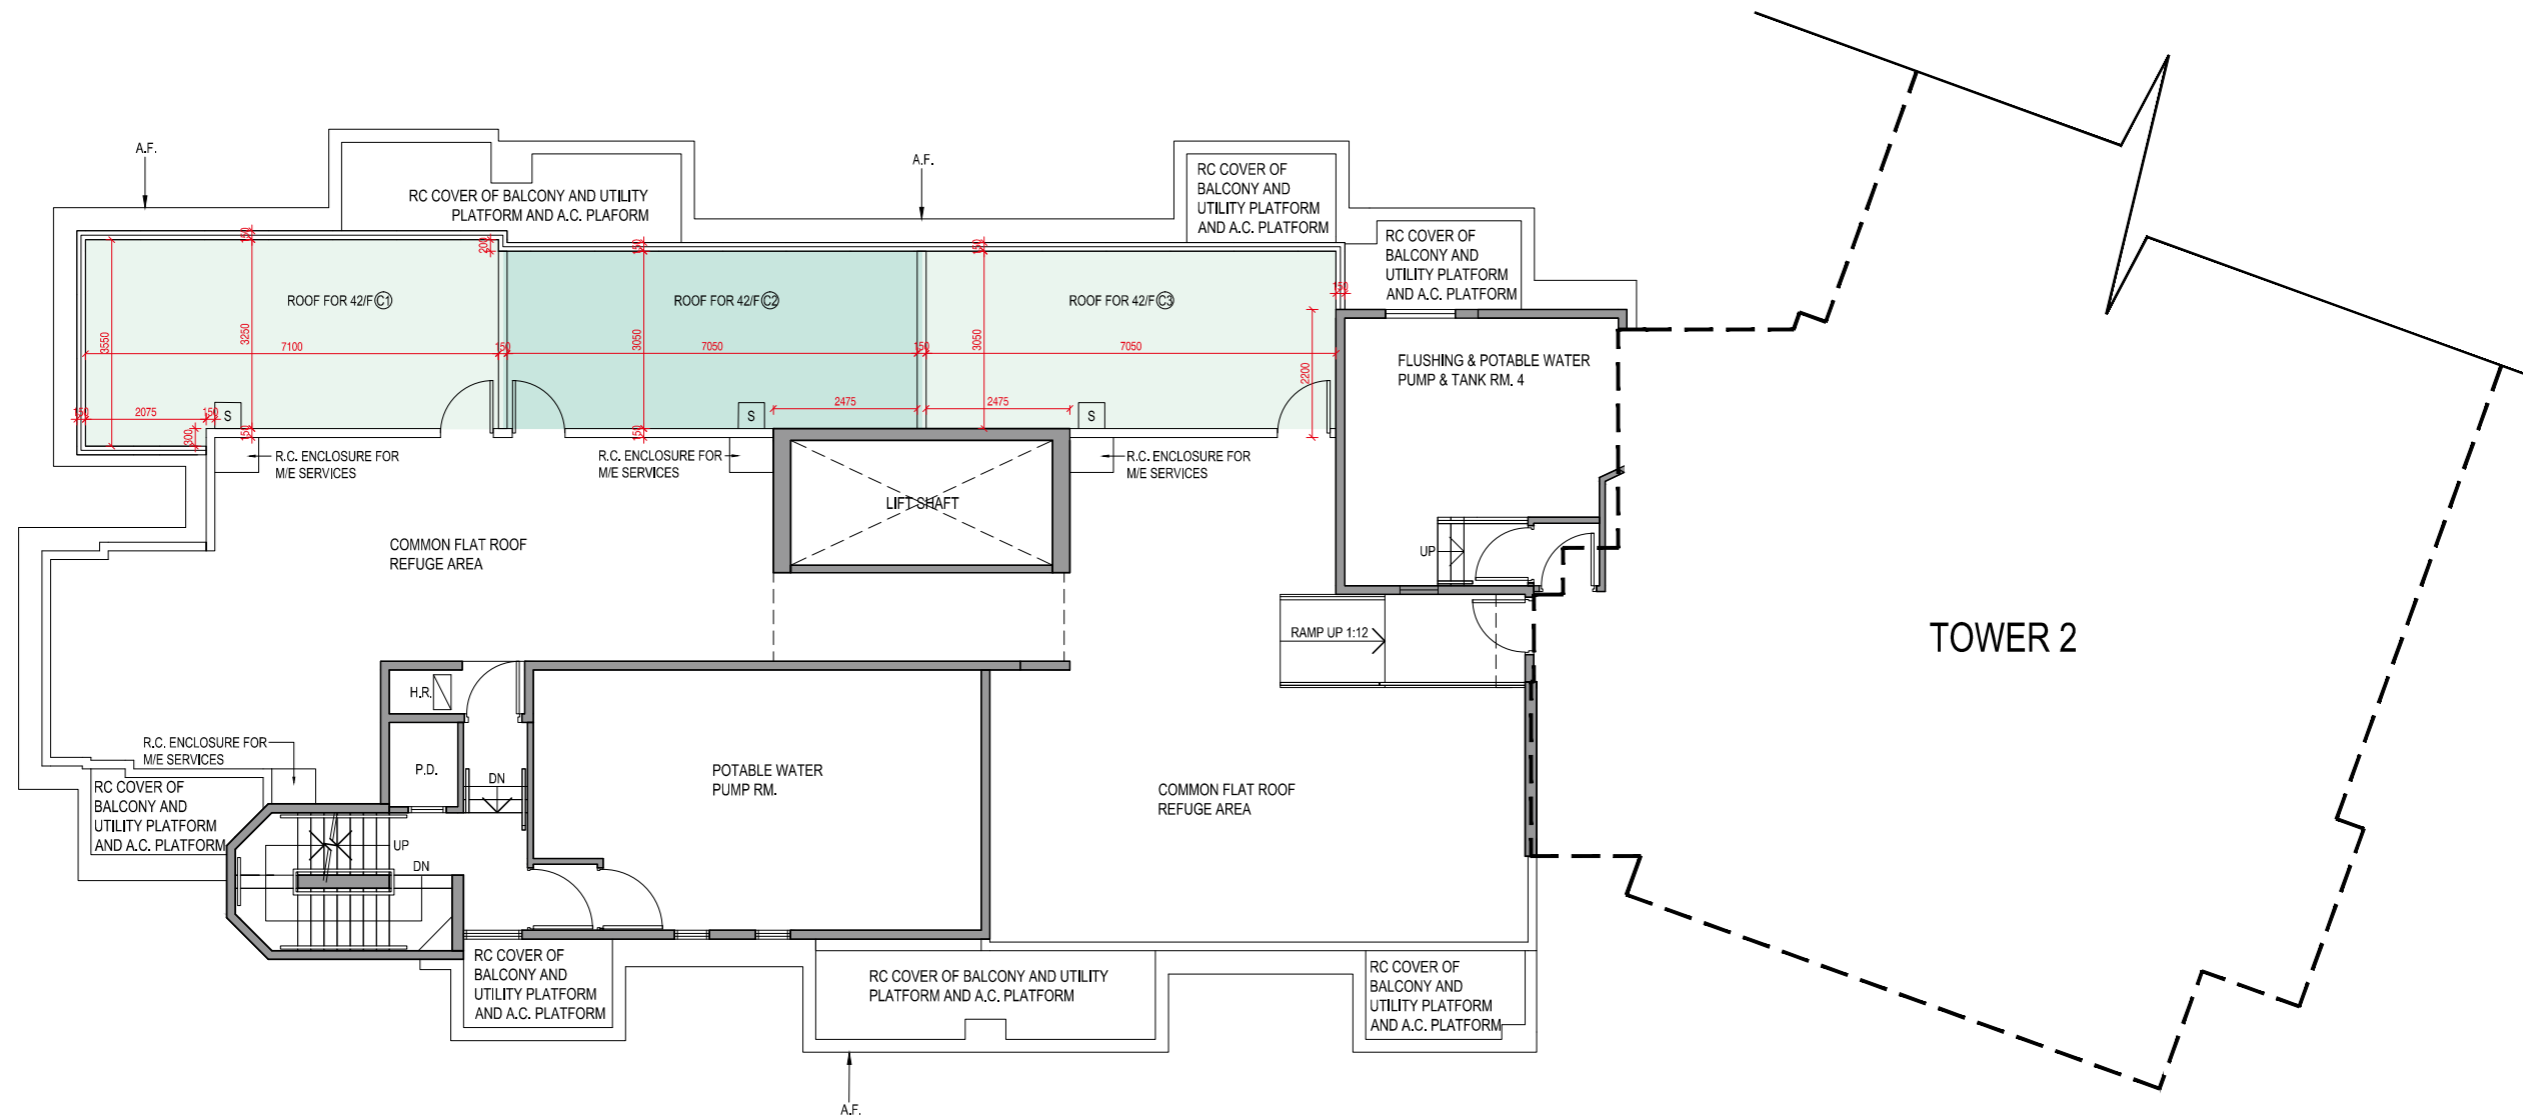 A.F.
A.F.
RC COVER OF BALCONY AND UTILITY
PLATFORM AND A.C. PLAFORM
RC COVER OF
BALCONY AND
UTILITY PLATFORM
AND A.C. PLATFORM
RC COVER OF
BALCONY AND
UTILITY PLATFORM
AND A.C. PLATFORM
150
200
150
150
ROOF FOR 42/F C1
ROOF FOR 42/F C2
ROOF FOR 42/F C3
150
3550
3250
3050
3050
7100
150
7050
150
7050
2200
FLUSHING & POTABLE WATER
PUMP & TANK RM. 4
150
2075
150
S
S
2475
2475
S
300
150
150
150
R.C. ENCLOSURE FOR
M/E SERVICES
R.C. ENCLOSURE FOR
M/E SERVICES
R.C. ENCLOSURE FOR
M/E SERVICES
LIFT SHAFT
COMMON FLAT ROOF
REFUGE AREA
UP
RAMP UP 1:12
TOWER 2
H.R.
R.C. ENCLOSURE FOR
M/E SERVICES
P.D.
DN
POTABLE WATER
PUMP RM.
COMMON FLAT ROOF
REFUGE AREA
RC COVER OF
BALCONY AND
UTILITY PLATFORM
AND A.C. PLATFORM
UP
DN
RC COVER OF
BALCONY AND
UTILITY PLATFORM
AND A.C. PLATFORM
RC COVER OF BALCONY AND UTILITY
PLATFORM AND A.C. PLATFORM
RC COVER OF
BALCONY AND
UTILITY PLATFORM
AND A.C. PLATFORM
A.F.